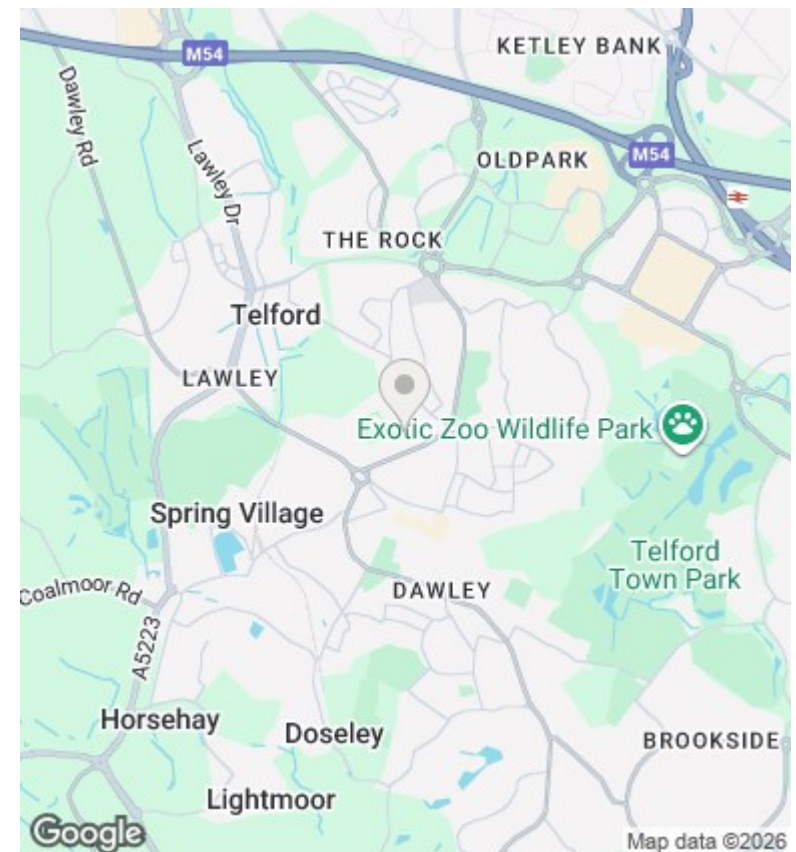 KETLEY BANK
M54
Dawley Rd
Lawley Dr
OLDPARK
M54
THE ROCK
Telford
LAWLEY
Exotic Zoo Wildlife Park
Spring Village
Telford
Town Park
Coalmoor Rd
DAWLEY
A5223
Horsehay
Doseley
BROOKSIDE
Lightmoor
Google
Map data ©2026